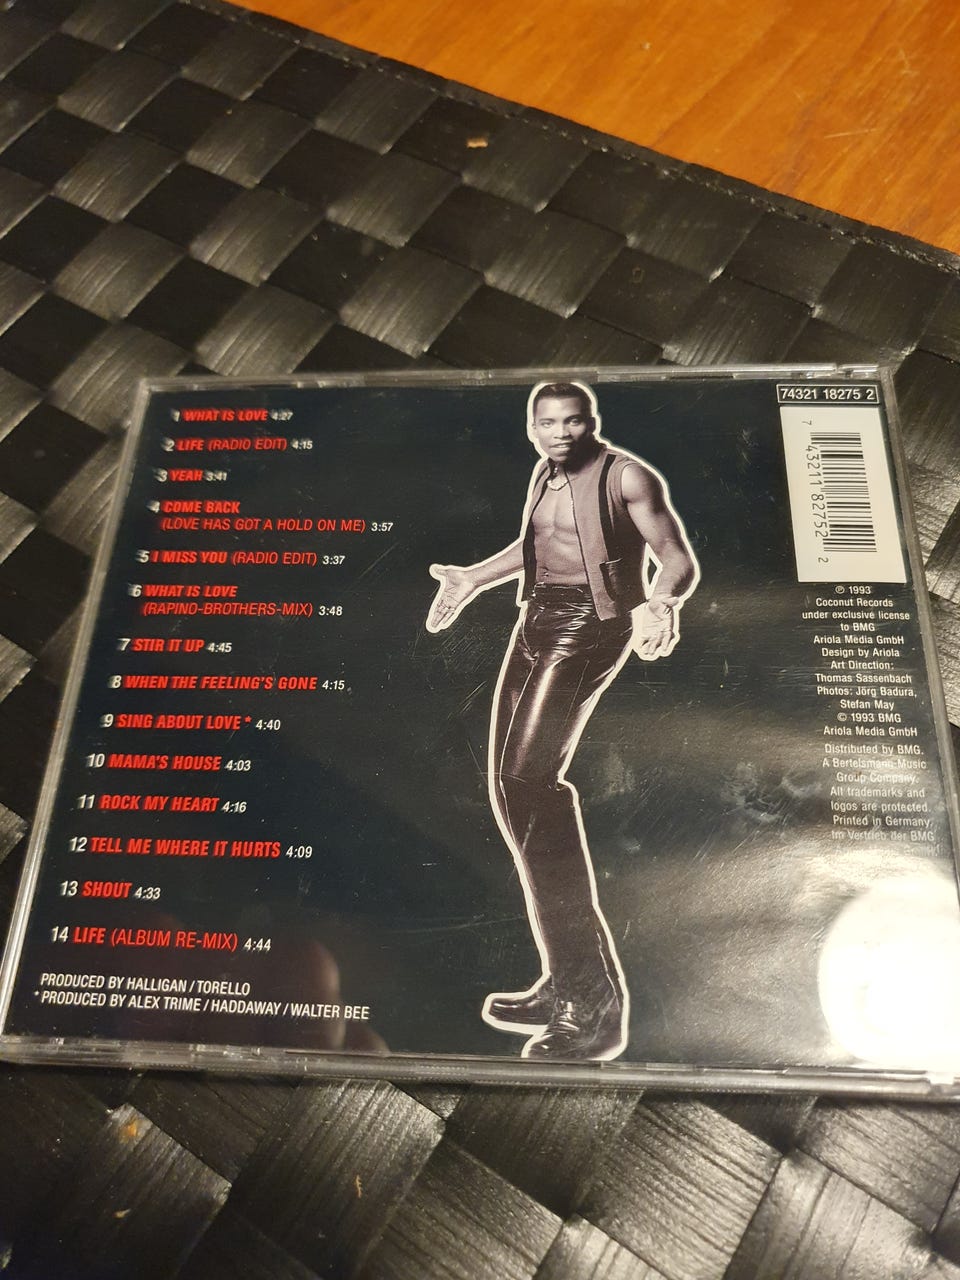 1 WHAT IS LOVE 4:27
2 LIFE (RADIO EDIT) 4:15
3 YEAH 3:41
4 COME BACK
(LOVE HAS GOT A HOLD ON ME) 3:57
5 I MISS YOU (RADIO EDIT) 3:37
6 WHAT IS LOVE
(RAPINO-BROTHERS-MIX) 3:48
7 STIR IT UP 4:45
8 WHEN THE FEELING'S GONE 4:15
9 SING ABOUT LOVE * 4:40
10 MAMA'S HOUSE 4:03
11 ROCK MY HEART 4:16
12 TELL ME WHERE IT HURTS 4:09
13 SHOUT 4:33
14 LIFE (ALBUM RE-MIX) 4:44
PRODUCED BY HALLIGAN / TORELLO
* PRODUCED BY ALEX TRIME / HADDAWAY / WALTER BEE
74321 18275 2
7 43211 82752 2
℗ 1993
Coconut Records
under exclusive license
to BMG
Ariola Media GmbH
Design by Ariola
Art Direction:
Thomas Sassenbach
Photos: Jörg Badura,
Stefan May
© 1993 BMG
Ariola Media GmbH
Distributed by BMG.
A Bertelsmann Music
Group Company.
All trademarks and
logos are protected.
Printed in Germany.
Im Vertrieb der BMG